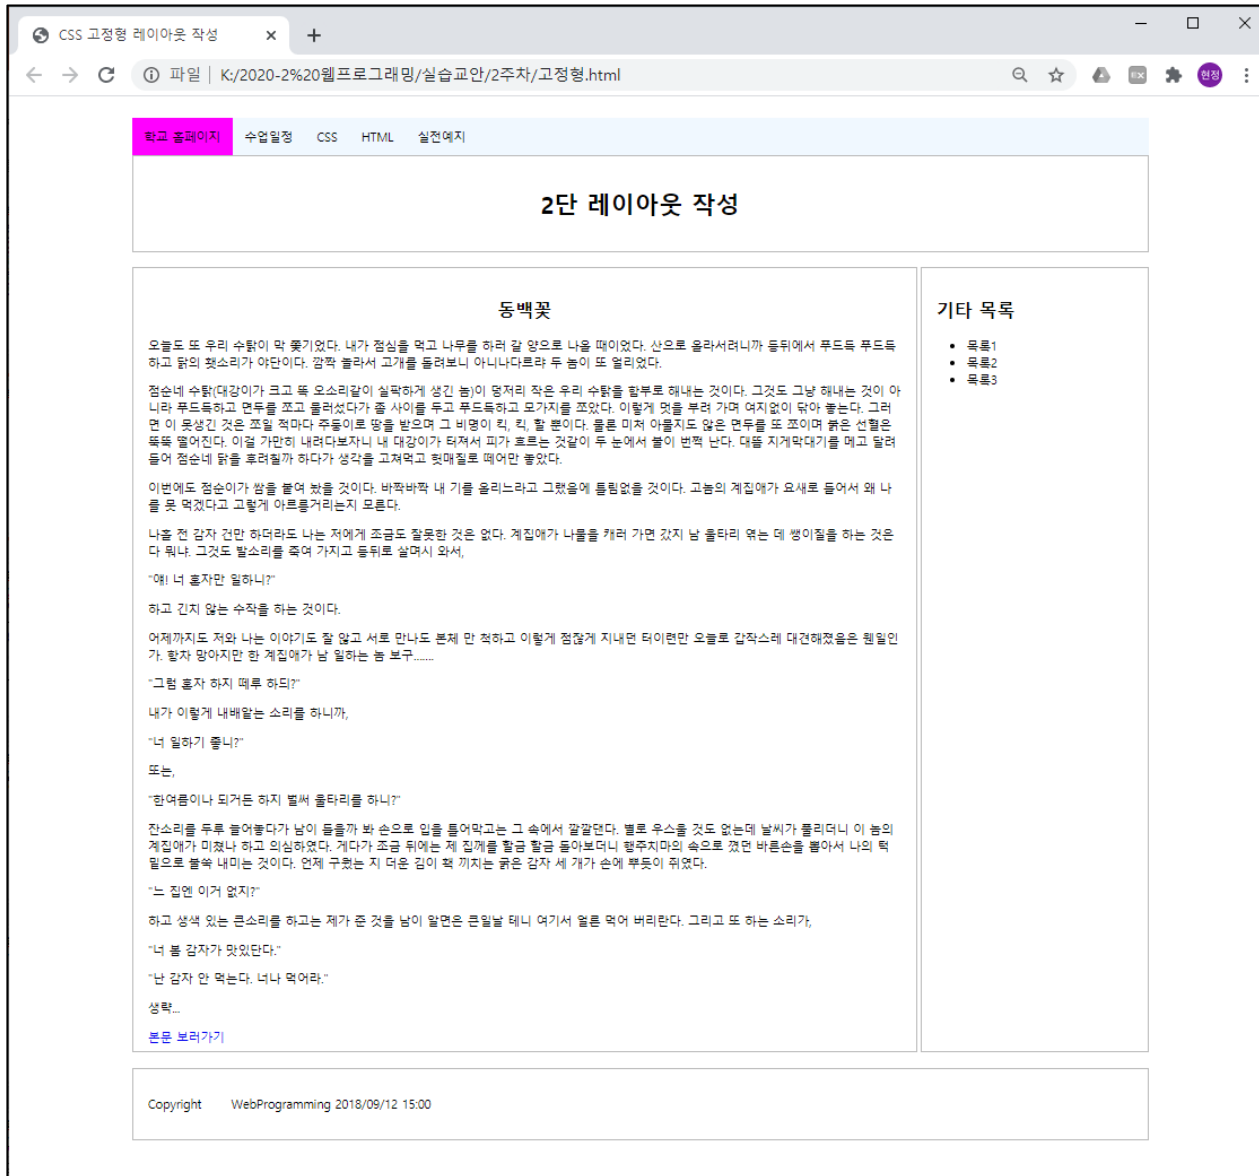 CSS 고정형 레이아웃 작성
파일 K:/2020-2%20웹프로그래밍/실습교안/2주차/고정형.html
현정
학교 홈페이지 수업일정 CSS HTML 실전예지
2단 레이아웃 작성
동백꽃
오늘도 또 우리 수탉이 막 쫓기었다. 내가 점심을 먹고 나무를 하러 갈 양으로 나올 때이었다. 산으로 올라서려니까 등뒤에서 푸드득 푸드득
하고 닭의 횃소리가 야단이다. 깜짝 놀라서 고개를 돌려보니 아니나다르랴 두 놈이 또 얼리었다.
점순네 수탉(대강이가 크고 똑 오소리같이 실팍하게 생긴 놈)이 덩저리 작은 우리 수탉을 함부로 해내는 것이다. 그것도 그냥 해내는 것이 아
니라 푸드득하고 면두를 쪼고 물러섰다가 좀 사이를 두고 푸드득하고 모가지를 쪼았다. 이렇게 멋을 부려 가며 여지없이 닦아 놓는다. 그러
면 이 못생긴 것은 쪼일 적마다 주둥이로 땅을 받으며 그 비명이 킥, 킥, 할 뿐이다. 물론 미처 아물지도 않은 면두를 또 쪼이며 붉은 선혈은
뚝뚝 떨어진다. 이걸 가만히 내려다보자니 내 대강이가 터져서 피가 흐르는 것같이 두 눈에서 불이 번쩍 난다. 대뜸 지게막대기를 메고 달려
들어 점순네 닭을 후려칠까 하다가 생각을 고쳐먹고 헛매질로 떼어만 놓았다.
이번에도 점순이가 쌈을 붙여 놨을 것이다. 바짝바짝 내 기를 올리느라고 그랬음에 틀림없을 것이다. 고놈의 계집애가 요새로 들어서 왜 나
를 못 먹겠다고 고렇게 아르릉거리는지 모른다.
나흘 전 감자 건만 하더라도 나는 저에게 조금도 잘못한 것은 없다. 계집애가 나물을 캐러 가면 갔지 남 울타리 엮는 데 쌩이질을 하는 것은
다 뭐냐. 그것도 발소리를 죽여 가지고 등뒤로 살며시 와서,
"얘! 너 혼자만 일하니?"
하고 긴치 않는 수작을 하는 것이다.
어제까지도 저와 나는 이야기도 잘 않고 서로 만나도 본체 만 척하고 이렇게 점잖게 지내던 터이련만 오늘로 갑작스레 대견해졌음은 웬일인
가. 항차 망아지만 한 계집애가 남 일하는 놈 보구.......
"그럼 혼자 하지 떼루 하듸?"
내가 이렇게 내배앝는 소리를 하니까,
"너 일하기 좋니?"
또는,
"한여름이나 되거든 하지 벌써 울타리를 하니?"
잔소리를 두루 늘어놓다가 남이 들을까 봐 손으로 입을 틀어막고는 그 속에서 깔깔댄다. 별로 우스울 것도 없는데 날씨가 풀리더니 이 놈의
계집애가 미쳤나 하고 의심하였다. 게다가 조금 뒤에는 제 집께를 할금 할금 돌아보더니 행주치마의 속으로 꼈던 바른손을 뽑아서 나의 턱
밑으로 불쑥 내미는 것이다. 언제 구웠는 지 더운 김이 홱 끼치는 굵은 감자 세 개가 손에 뿌듯이 쥐였다.
"느 집엔 이거 없지?"
하고 생색 있는 큰소리를 하고는 제가 준 것을 남이 알면은 큰일날 테니 여기서 얼른 먹어 버리란다. 그리고 또 하는 소리가,
"너 봄 감자가 맛있단다."
"난 감자 안 먹는다. 너나 먹어라."
생략...
본문 보러가기
기타 목록
목록1
목록2
목록3
Copyright WebProgramming 2018/09/12 15:00